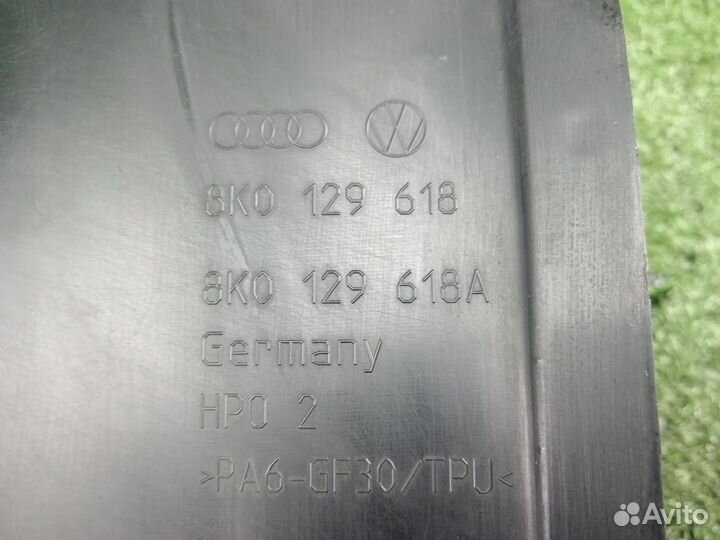 8K0 129 618
8K0 129 618A
Germany
HPO 2
>PA6-GF30/TPU<
Avito